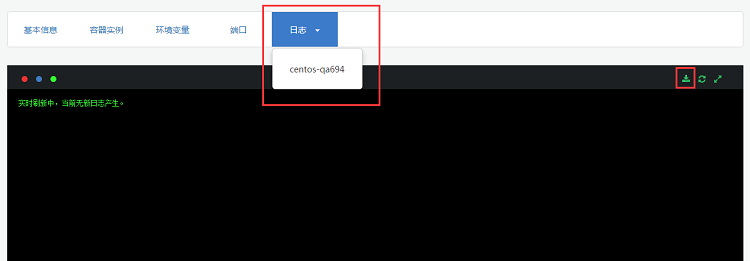 基本信息 容器实例 环境变量 端口 日志
centos-qa694
实时刷新中，当前无新日志产生。